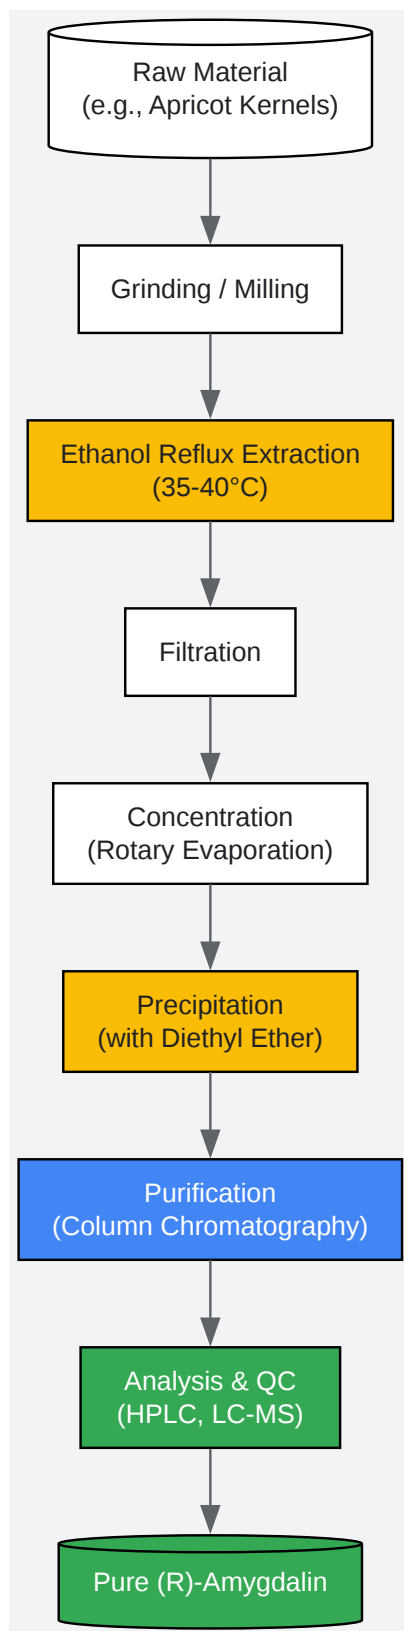 Raw Material
(e.g., Apricot Kernels)
Grinding / Milling
Ethanol Reflux Extraction
(35-40°C)
Filtration
Concentration
(Rotary Evaporation)
Precipitation
(with Diethyl Ether)
Purification
(Column Chromatography)
Analysis & QC
(HPLC, LC-MS)
Pure (R)-Amygdalin